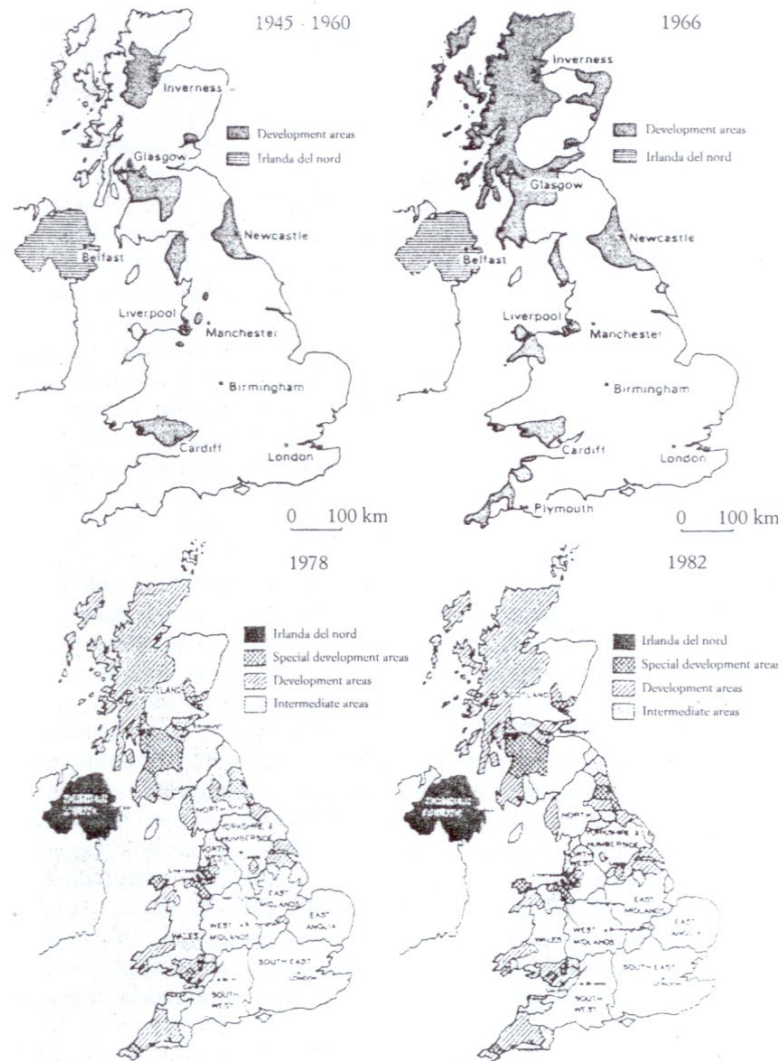 1945 - 1960
Inverness
Development areas
Irlanda del nord
Glasgow
Newcastle
Belfast
Liverpool
Manchester
Birmingham
Cardiff
London
0 100 km
1966
Inverness
Development areas
Irlanda del nord
Glasgow
Newcastle
Belfast
Liverpool
Manchester
Birmingham
Cardiff
London
Plymouth
0 100 km
1978
Irlanda del nord
Special development areas
Development areas
Intermediate areas
SCOTLAND
NORTH
YORKSHIRE &
HUMBERSIDE
NORTH
WEST
EAST
MIDLANDS
WALES
WEST
MIDLANDS
EAST
ANGLIA
SOUTH EAST
SOUTH
WEST
1982
Irlanda del nord
Special development areas
Development areas
Intermediate areas
SCOTLAND
NORTH
HUMBERSIDE
NORTH
WEST
EAST
MIDLANDS
WALES
WEST
MIDLANDS
EAST
ANGLIA
SOUTH EAST
SOUTH
WEST